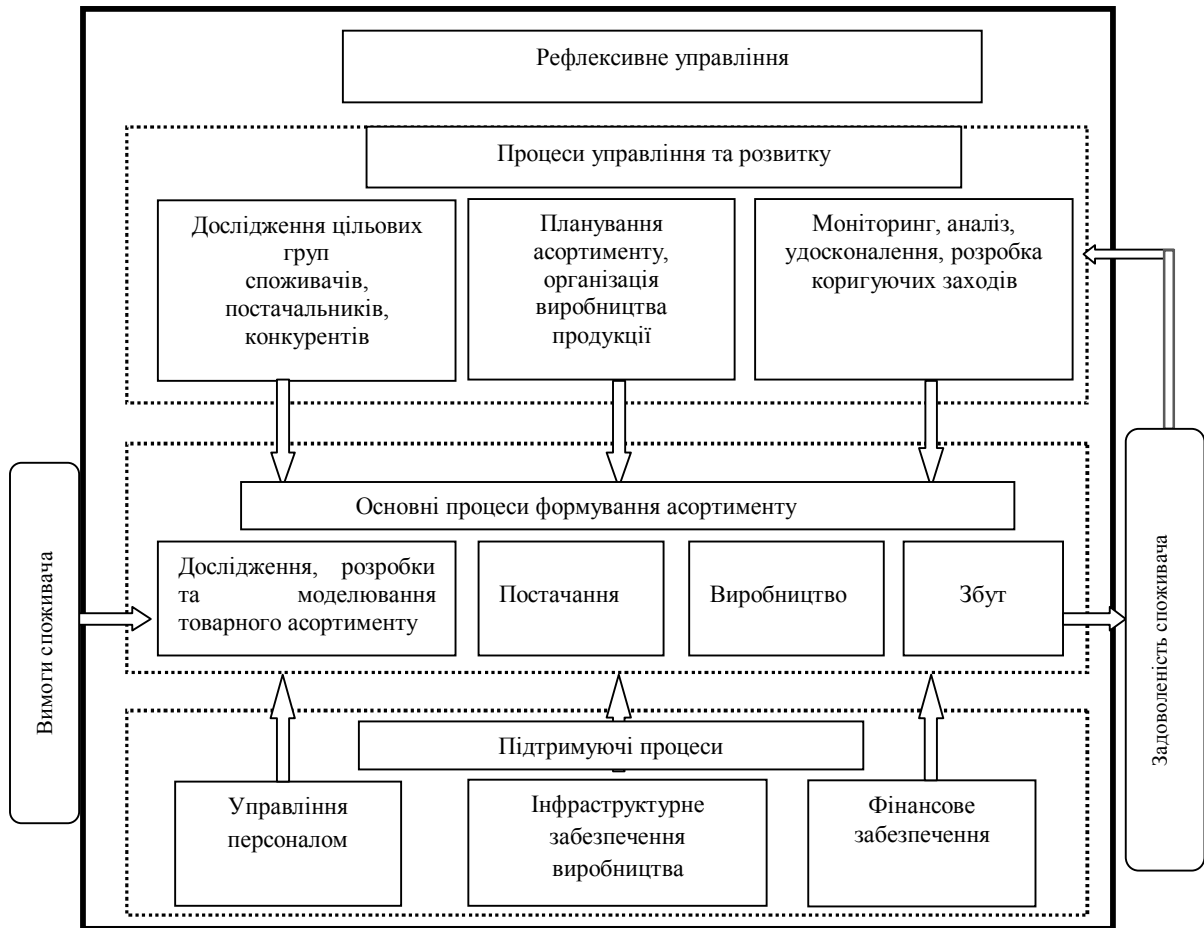 Рефлексивне управління
Процеси управління та розвитку
Дослідження цільових
груп
споживачів,
постачальників,
конкурентів
Планування
асортименту,
організація
виробництва
продукції
Моніторинг, аналіз,
удосконалення, розробка
коригуючих заходів
Вимоги споживача
Основні процеси формування асортименту
Дослідження, розробки
та моделювання
товарного асортименту
Постачання
Виробництво
Збут
Задоволеність споживача
Підтримуючі процеси
Управління
персоналом
Інфраструктурне
забезпечення
виробництва
Фінансове
забезпечення